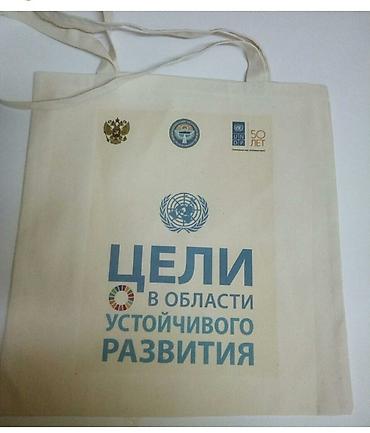 U N
D P
50
ЛЕТ
ЦЕЛИ
В ОБЛАСТИ
УСТОЙЧИВОГО
РАЗВИТИЯ